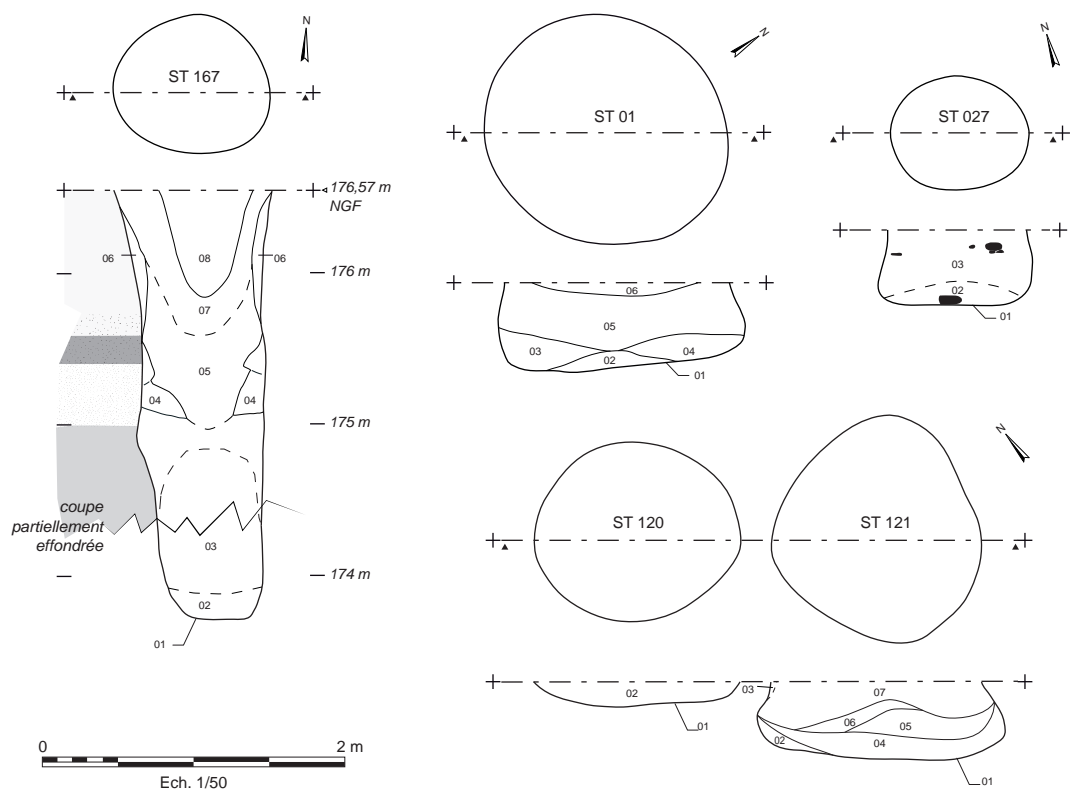 N
ST 167
176,57 m
NGF
06
08
06
176 m
07
05
04
04
175 m
coupe
partiellement
effondrée
03
174 m
02
01
0
2 m
Ech. 1/50
N
ST 01
06
05
03
02
04
01
N
ST 027
03
02
01
N
ST 120
ST 121
02
01
03
07
06
05
02
04
01